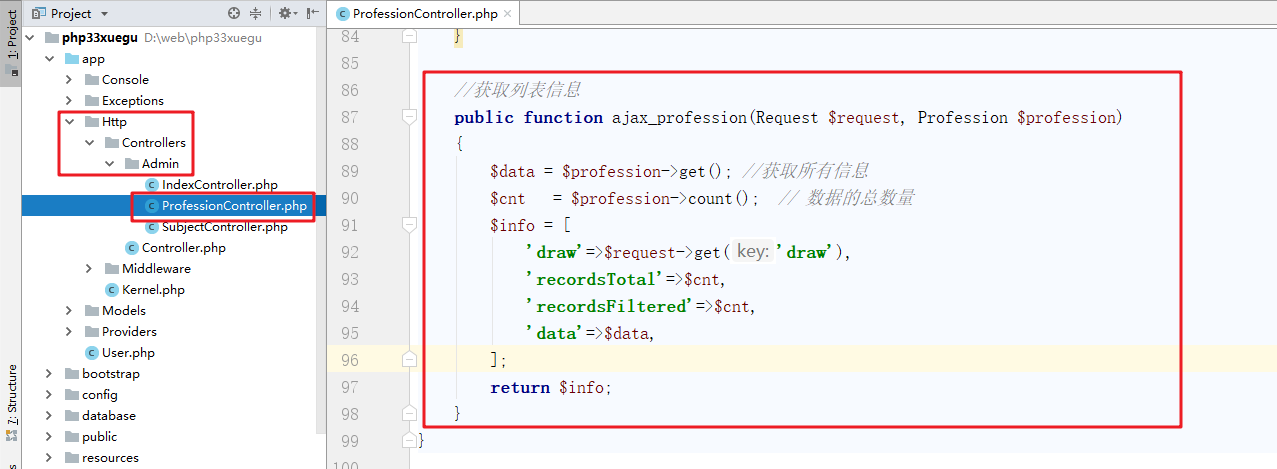 1: Project
7: Structure
Project
php33xuegu D:\web\php33xuegu
app
Console
Exceptions
Http
Controllers
Admin
IndexController.php
ProfessionController.php
SubjectController.php
Controller.php
Middleware
Kernel.php
Models
Providers
User.php
bootstrap
config
database
public
resources
ProfessionController.php
84 }
85
86 //获取列表信息
87 public function ajax_profession(Request $request, Profession $profession)
88 {
89 $data = $profession->get(); //获取所有信息
90 $cnt   = $profession->count();  // 数据的总数量
91 $info = [
92 'draw'=>$request->get( key: 'draw'),
93 'recordsTotal'=>$cnt,
94 'recordsFiltered'=>$cnt,
95 'data'=>$data,
96 ];
97 return $info;
98 }
99 }
100